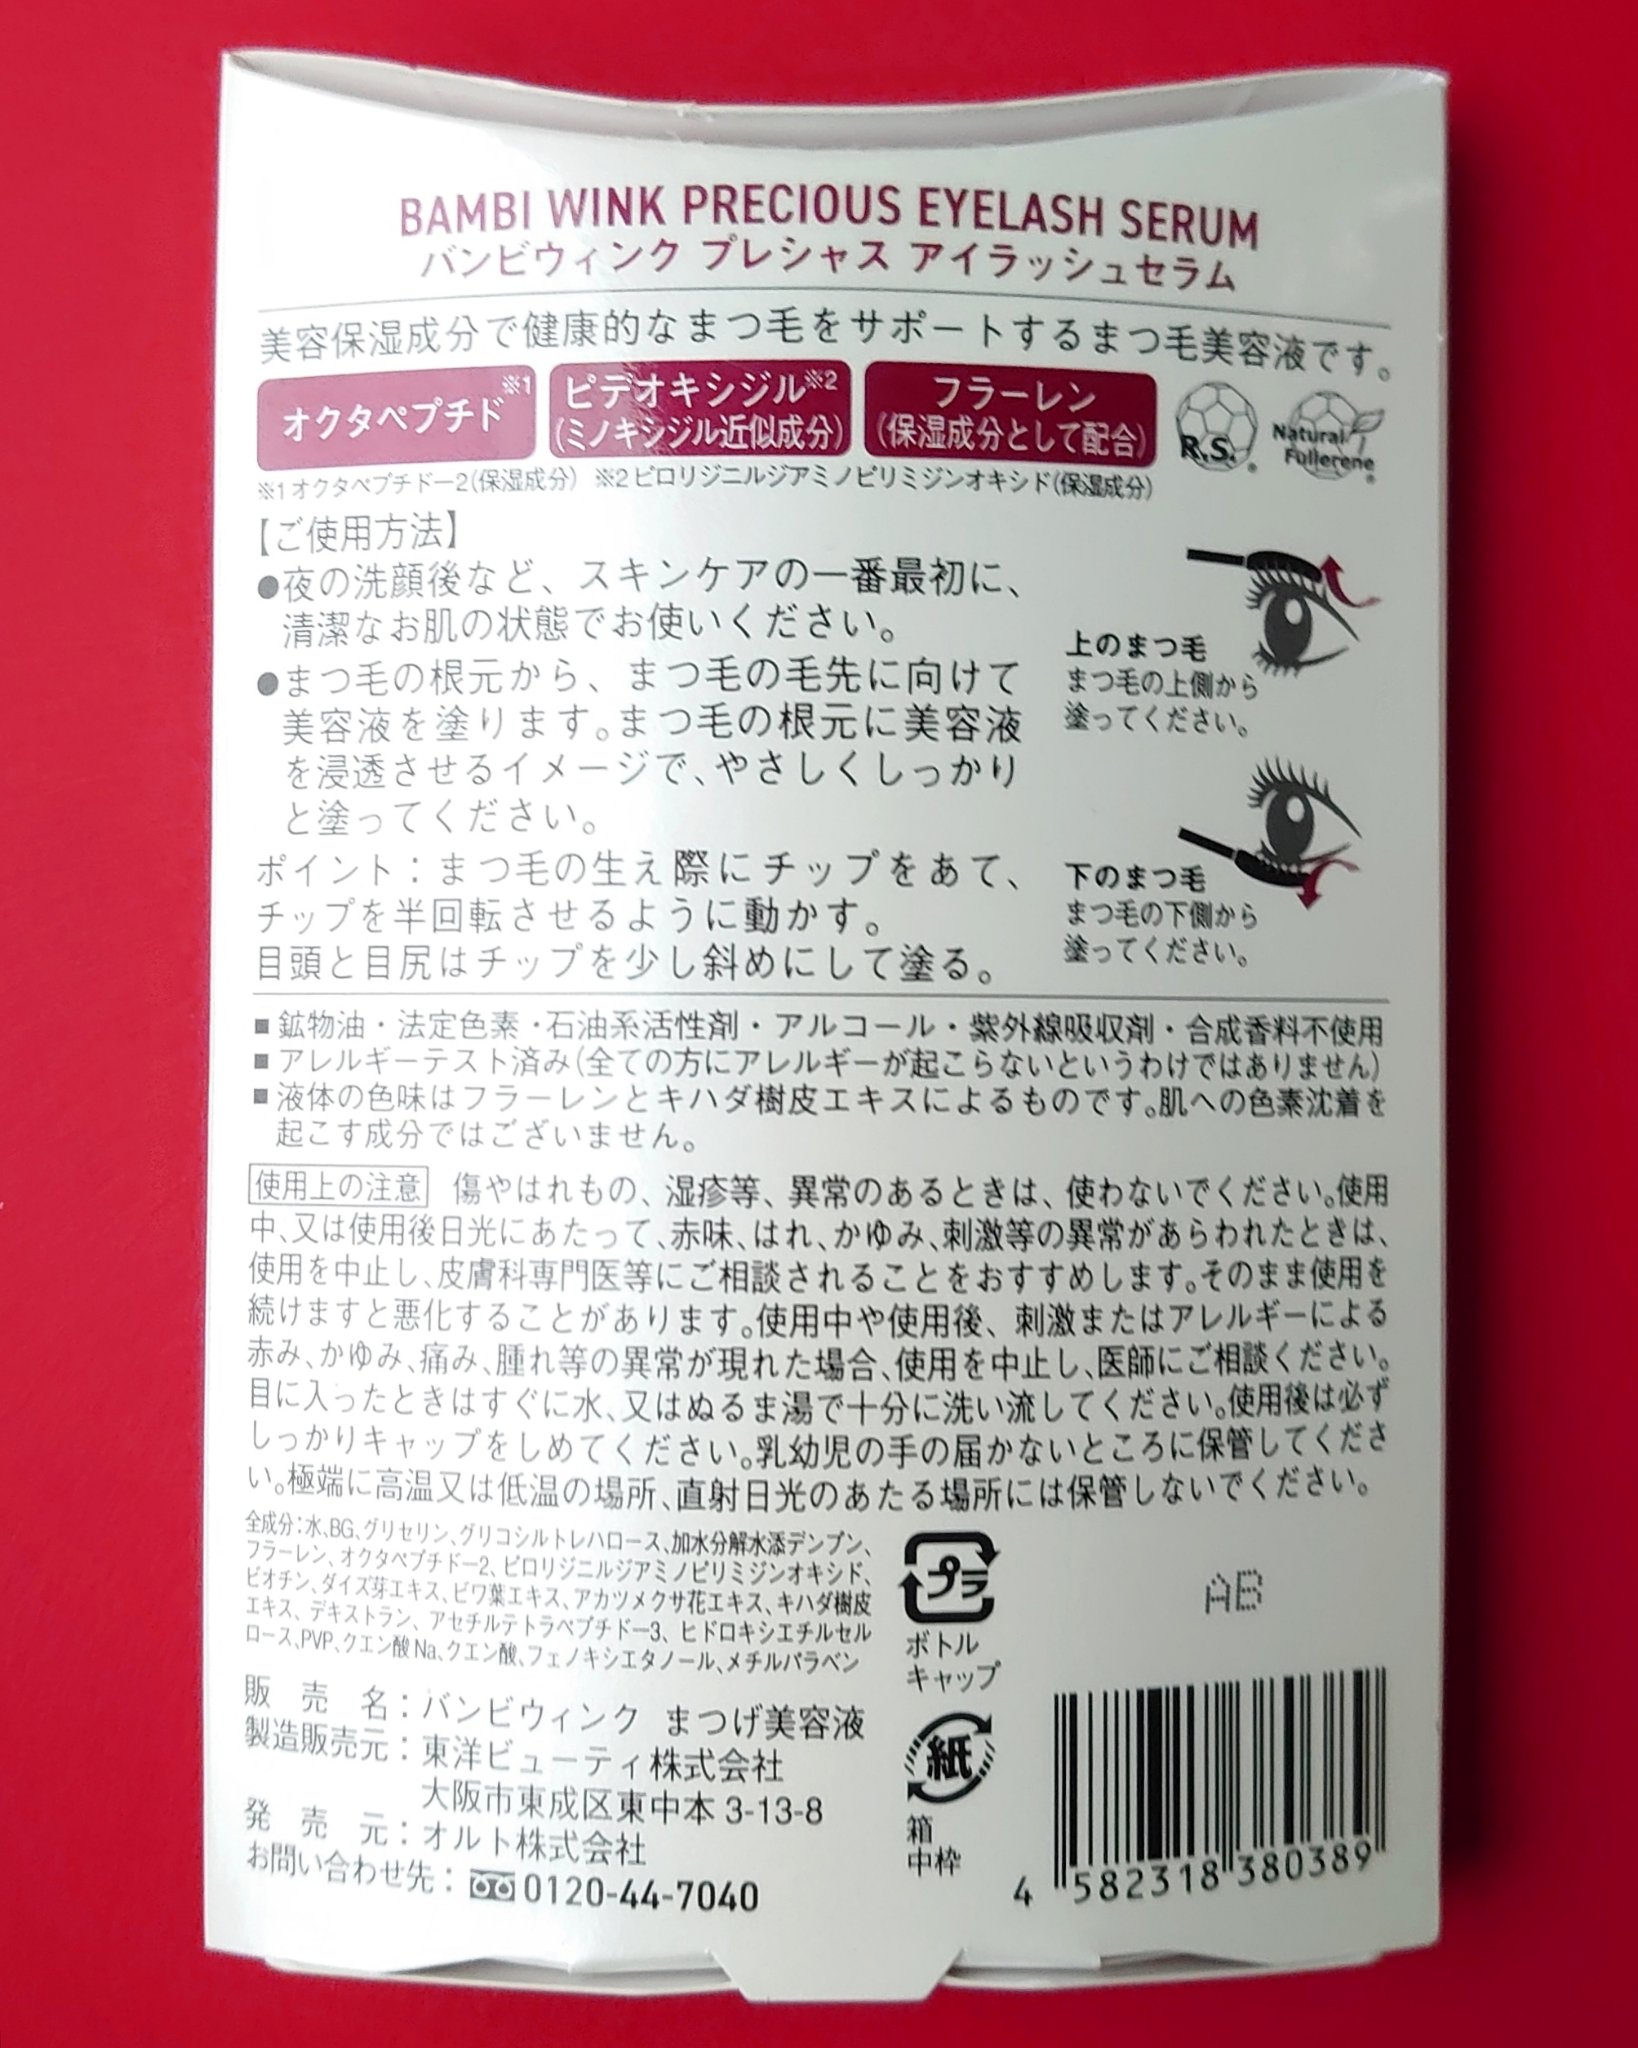 BAMBI WINK PRECIOUS EYELASH SERUM
バンビウィンク プレシャス アイラッシュセラム
美容保湿成分で健康的なまつ毛をサポートするまつ毛美容液です。
オクタペプチド※1
ピデオキシジル※2
(ミノキシジル近似成分)
フラーレン
(保湿成分として配合)
R.S.®
Natural
Fullerene®
※1 オクタペプチドー2(保湿成分) ※2 ピロリジニルジアミノピリミジンオキシド(保湿成分)
【ご使用方法】
●夜の洗顔後など、スキンケアの一番最初に、
清潔なお肌の状態でお使いください。
●まつ毛の根元から、まつ毛の毛先に向けて
美容液を塗ります。まつ毛の根元に美容液
を浸透させるイメージで、やさしくしっかり
と塗ってください。
ポイント：まつ毛の生え際にチップをあて、
チップを半回転させるように動かす。
目頭と目尻はチップを少し斜めにして塗る。
上のまつ毛
まつ毛の上側から
塗ってください。
下のまつ毛
まつ毛の下側から
塗ってください。
■鉱物油・法定色素・石油系活性剤・アルコール・紫外線吸収剤・合成香料不使用
■アレルギーテスト済み(全ての方にアレルギーが起こらないというわけではありません)
■液体の色味はフラーレンとキハダ樹皮エキスによるものです。肌への色素沈着を
起こす成分ではございません。
使用上の注意 傷やはれもの、湿疹等、異常のあるときは、使わないでください。使用
中、又は使用後日光にあたって、赤味、はれ、かゆみ、刺激等の異常があらわれたときは、
使用を中止し、皮膚科専門医等にご相談されることをおすすめします。そのまま使用を
続けますと悪化することがあります。使用中や使用後、刺激またはアレルギーによる
赤み、かゆみ、痛み、腫れ等の異常が現れた場合、使用を中止し、医師にご相談ください。
目に入ったときはすぐに水、又はぬるま湯で十分に洗い流してください。使用後は必ず
しっかりキャップをしめてください。乳幼児の手の届かないところに保管してくださ
い。極端に高温又は低温の場所、直射日光のあたる場所には保管しないでください。
全成分：水、BG、グリセリン、グリコシルトレハロース、加水分解水添デンプン、
フラーレン、オクタペプチドー2、ピロリジニルジアミノピリミジンオキシド、
ビオチン、ダイズ芽エキス、ビワ葉エキス、アカツメクサ花エキス、キハダ樹皮
エキス、デキストラン、アセチルテトラペプチドー3、ヒドロキシエチルセル
ロース、PVP、クエン酸Na、クエン酸、フェノキシエタノール、メチルパラベン
販売名：バンビウィンク まつげ美容液
製造販売元：東洋ビューティ株式会社
大阪市東成区東中本 3-13-8
発売元：オルト株式会社
お問い合わせ先：0120-44-7040
プラ
ボトル
キャップ
紙
箱
中枠
AB
4 582318 380389